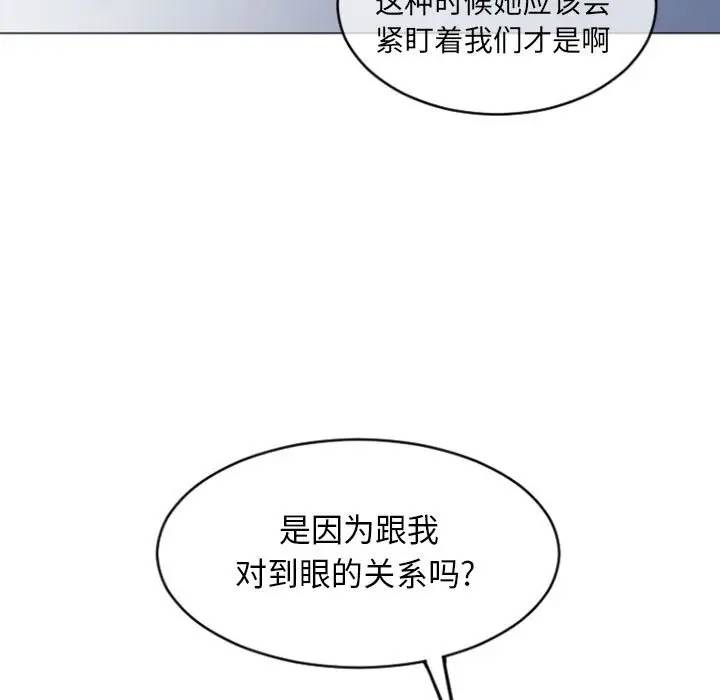 这种时候她应该会
紧盯着我们才是啊
是因为跟我
对到眼的关系吗?